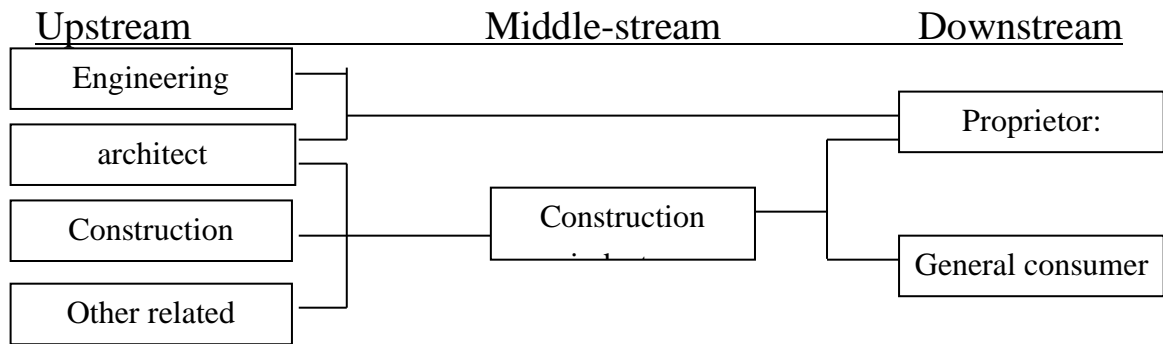 Upstream Middle-stream Downstream
Engineering
architect
Construction
Other related
Construction
Proprietor:
General consumer